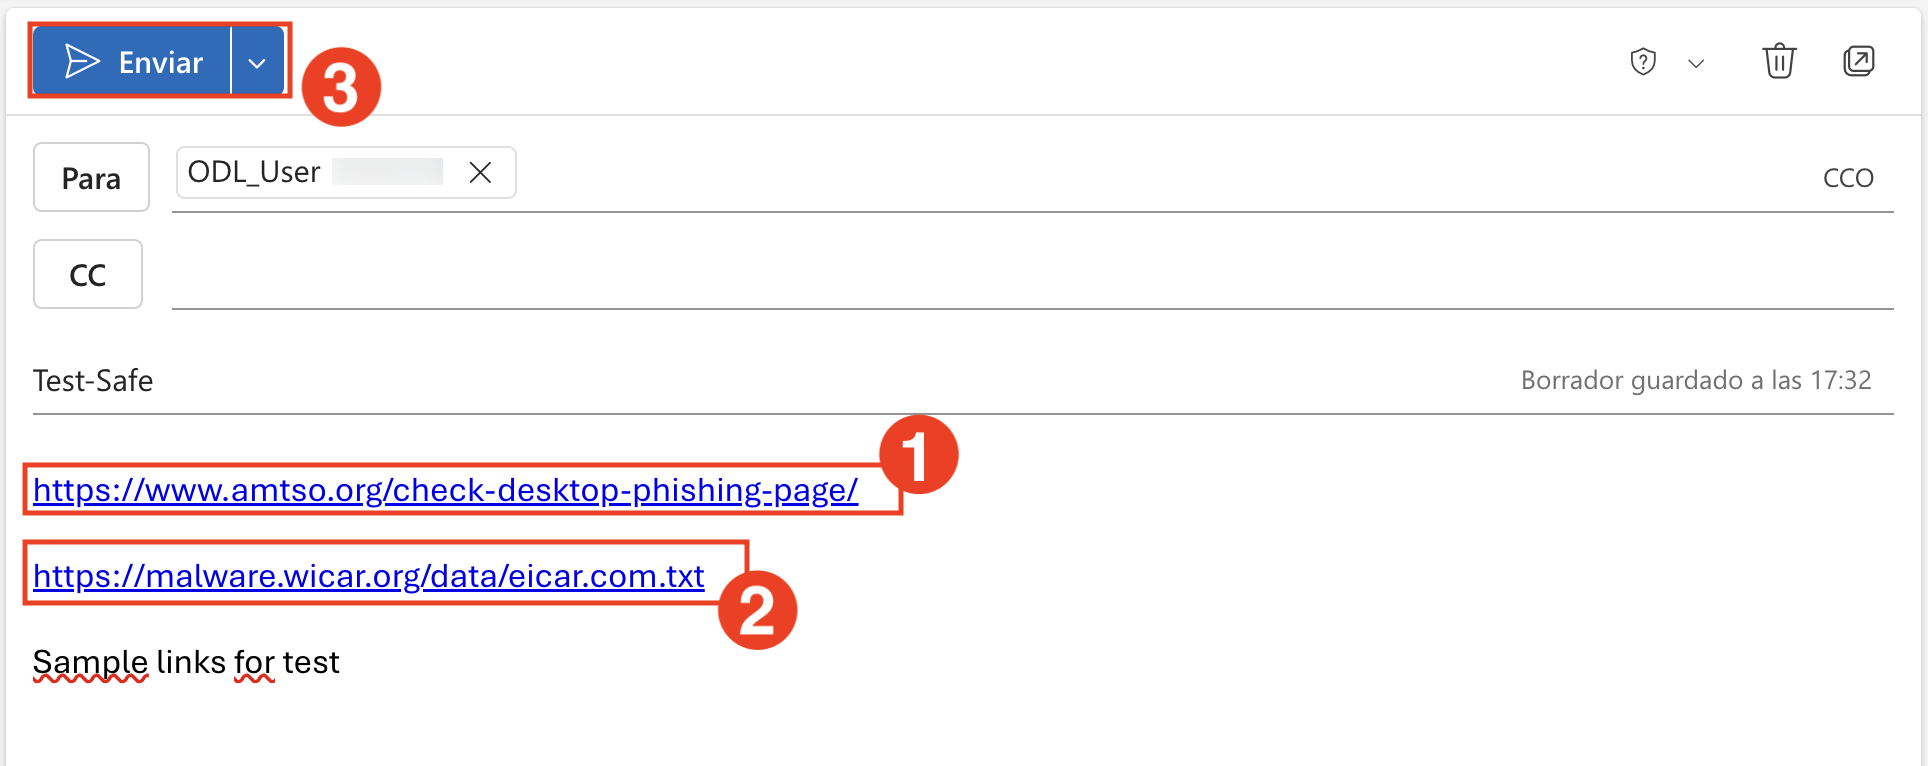 Enviar
3
Para
ODL_User
CCO
CC
Test-Safe
Borrador guardado a las 17:32
1
https://www.amtso.org/check-desktop-phishing-page/
https://malware.wicar.org/data/eicar.com.txt
2
Sample links for test